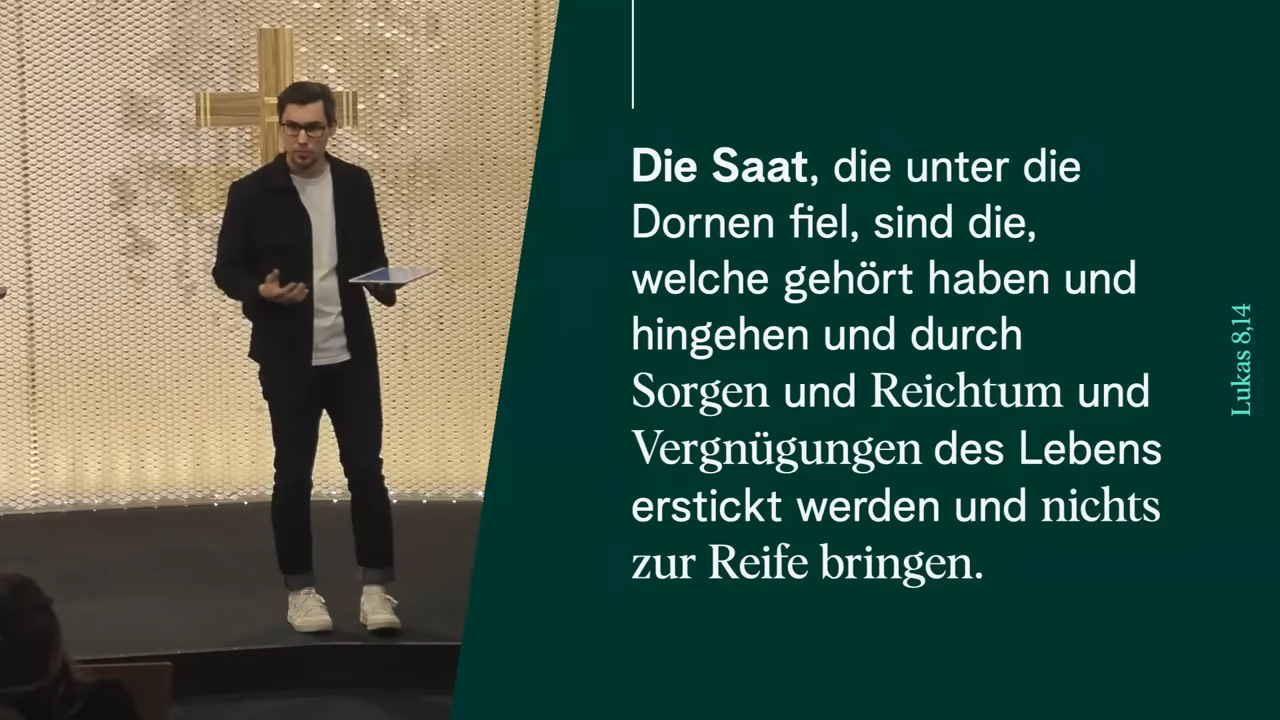 Die Saat, die unter die
Dornen fiel, sind die,
welche gehört haben und
hingehen und durch
Sorgen und Reichtum und
Vergnügungen des Lebens
erstickt werden und nichts
zur Reife bringen.
Lukas 8,14